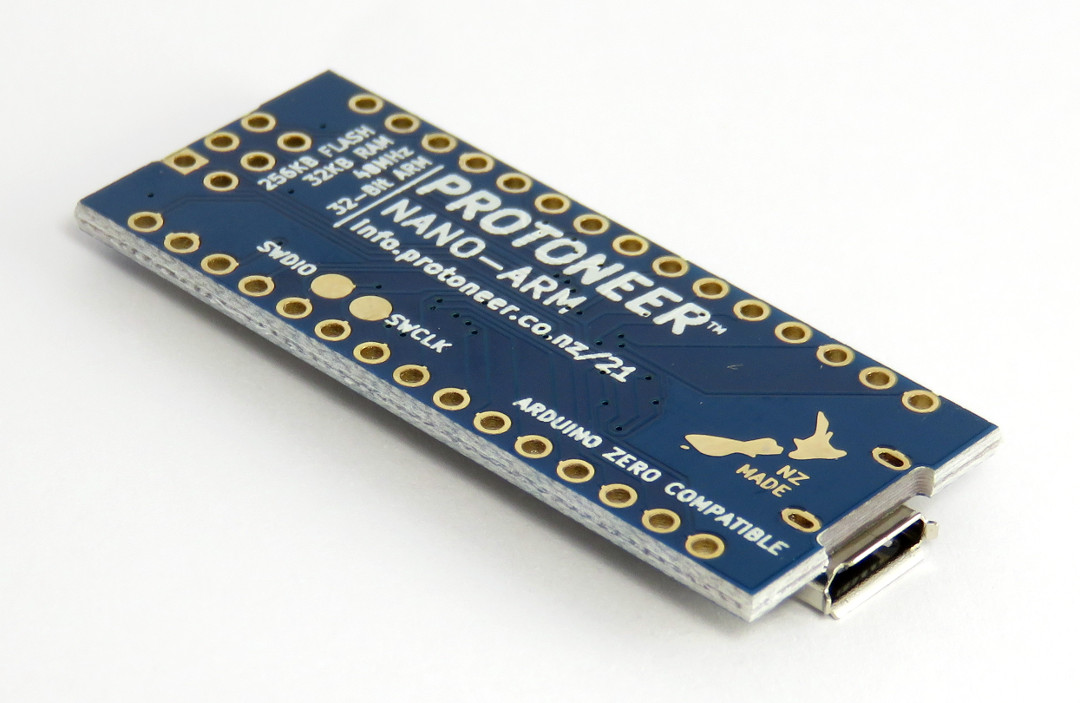 256KB FLASH
32KB RAM
48MHz
32-Bit ARM
PROTONEER™
NANO-ARM
Info.protoneer.co.nz/21
SWDIO
SWCLK
ARDUINO ZERO COMPATIBLE
NZ
MADE